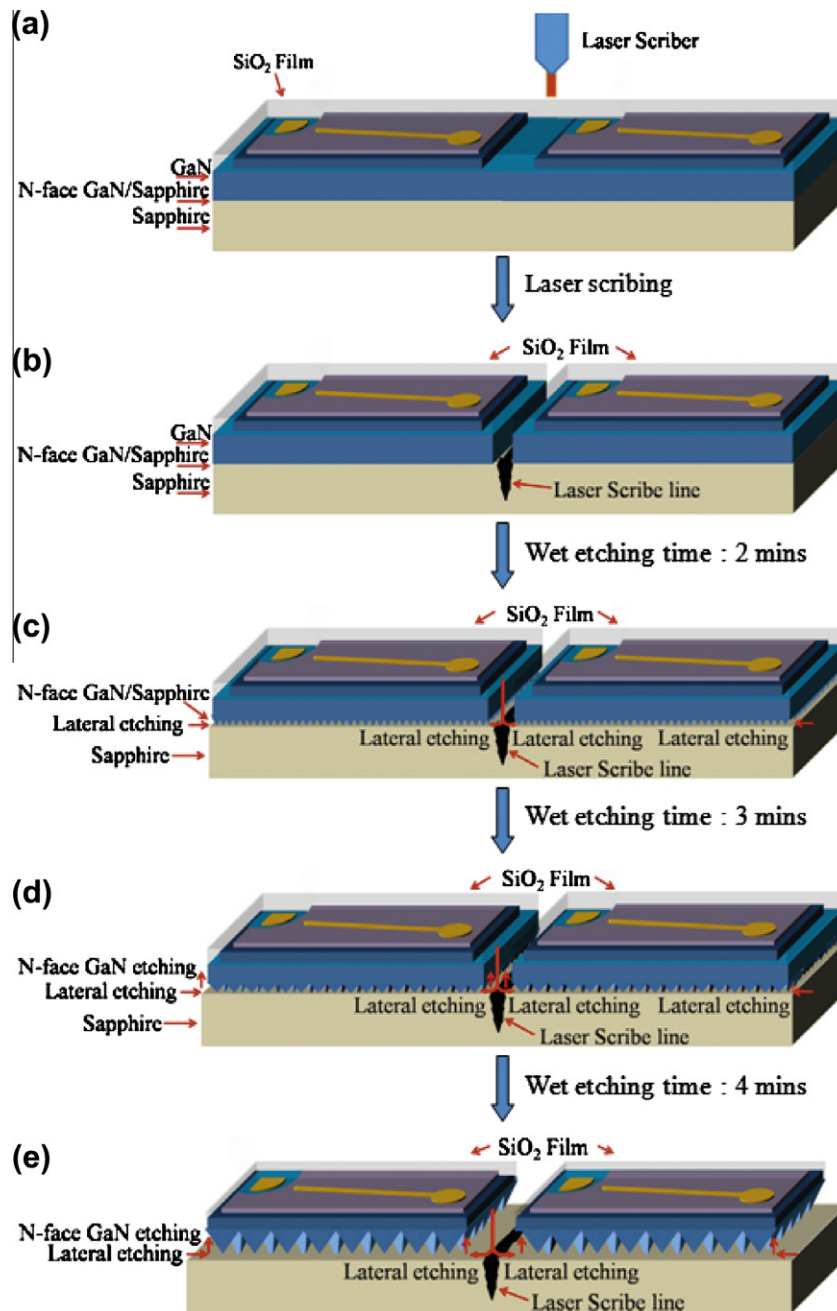 (a)
Laser Scriber
SiO₂ Film
GaN
N-face GaN/Sapphire
Sapphire
Laser scribing
(b)
SiO₂ Film
GaN
N-face GaN/Sapphire
Sapphire
Laser Scribe line
Wet etching time : 2 mins
(c)
SiO₂ Film
N-face GaN/Sapphire
Lateral etching
Lateral etching Lateral etching Lateral etching
Sapphire
Laser Scribe line
Wet etching time : 3 mins
(d)
SiO₂ Film
N-face GaN etching
Lateral etching
Lateral etching Lateral etching Lateral etching
Sapphire
Laser Scribe line
Wet etching time : 4 mins
(e)
SiO₂ Film
N-face GaN etching
Lateral etching
Lateral etching Lateral etching
Laser Scribe line